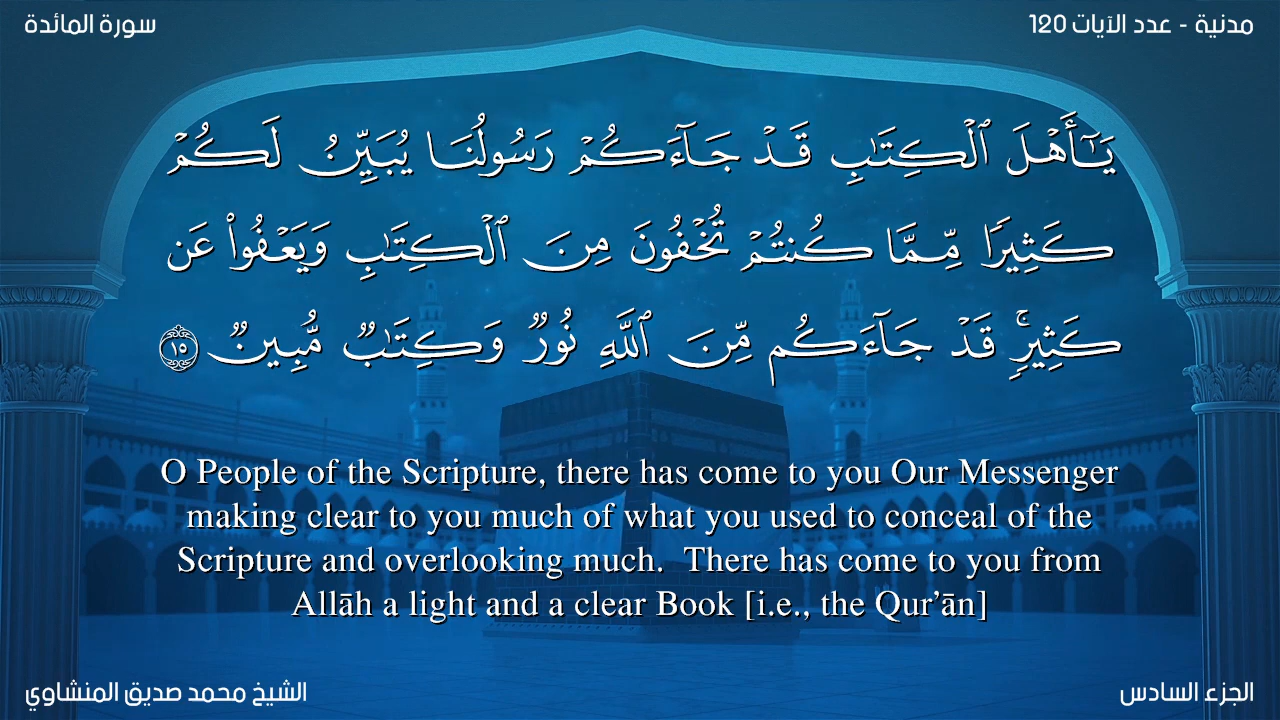 سورة المائدة
مدنية - عدد الآيات 120
يَـٰٓأَهْلَ ٱلْكِتَـٰبِ قَدْ جَآءَكُمْ رَسُولُنَا يُبَيِّنُ لَكُمْ
كَثِيرًا مِّمَّا كُنتُمْ تُخْفُونَ مِنَ ٱلْكِتَـٰبِ وَيَعْفُوا۟ عَن
كَثِيرٍۢ ۚ قَدْ جَآءَكُم مِّنَ ٱللَّهِ نُورٌۭ وَكِتَـٰبٌۭ مُّبِينٌۭ ١٥
O People of the Scripture, there has come to you Our Messenger
making clear to you much of what you used to conceal of the
Scripture and overlooking much.  There has come to you from
Allāh a light and a clear Book [i.e., the Qur’ān]
الشيخ محمد صديق المنشاوي
الجزء السادس